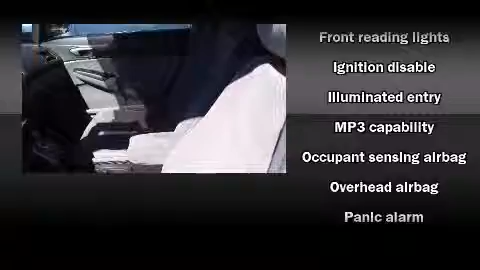 Front reading lights
Ignition disable
Illuminated entry
MP3 capability
Occupant sensing airbag
Overhead airbag
Panic alarm